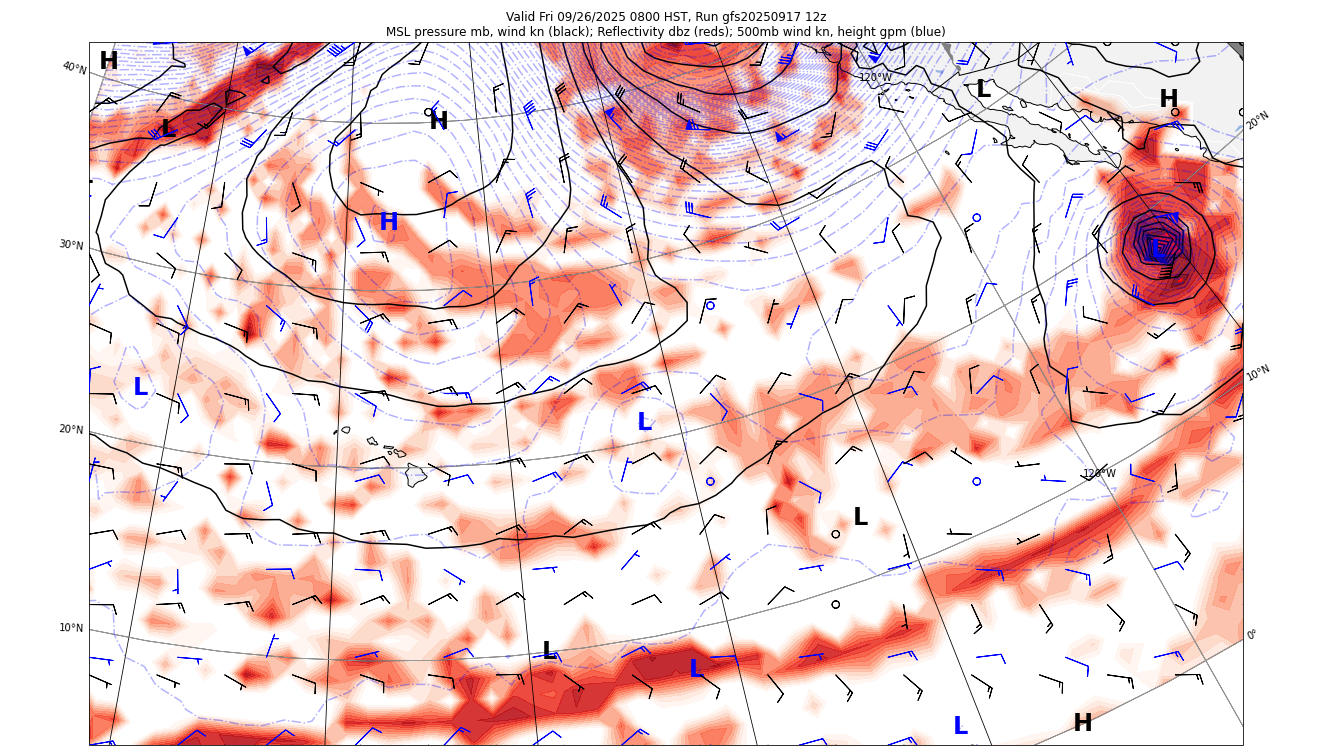 Valid Fri 09/26/2025 0800 HST, Run gfs20250917 12z
MSL pressure mb, wind kn (black); Reflectivity dbz (reds); 500mb wind kn, height gpm (blue)
H
40°N
120°W
L
H
20°N
L
H
H
30°N
L
10°N
L
L
20°N
120°W
L
10°N
0°
L
L
L
H